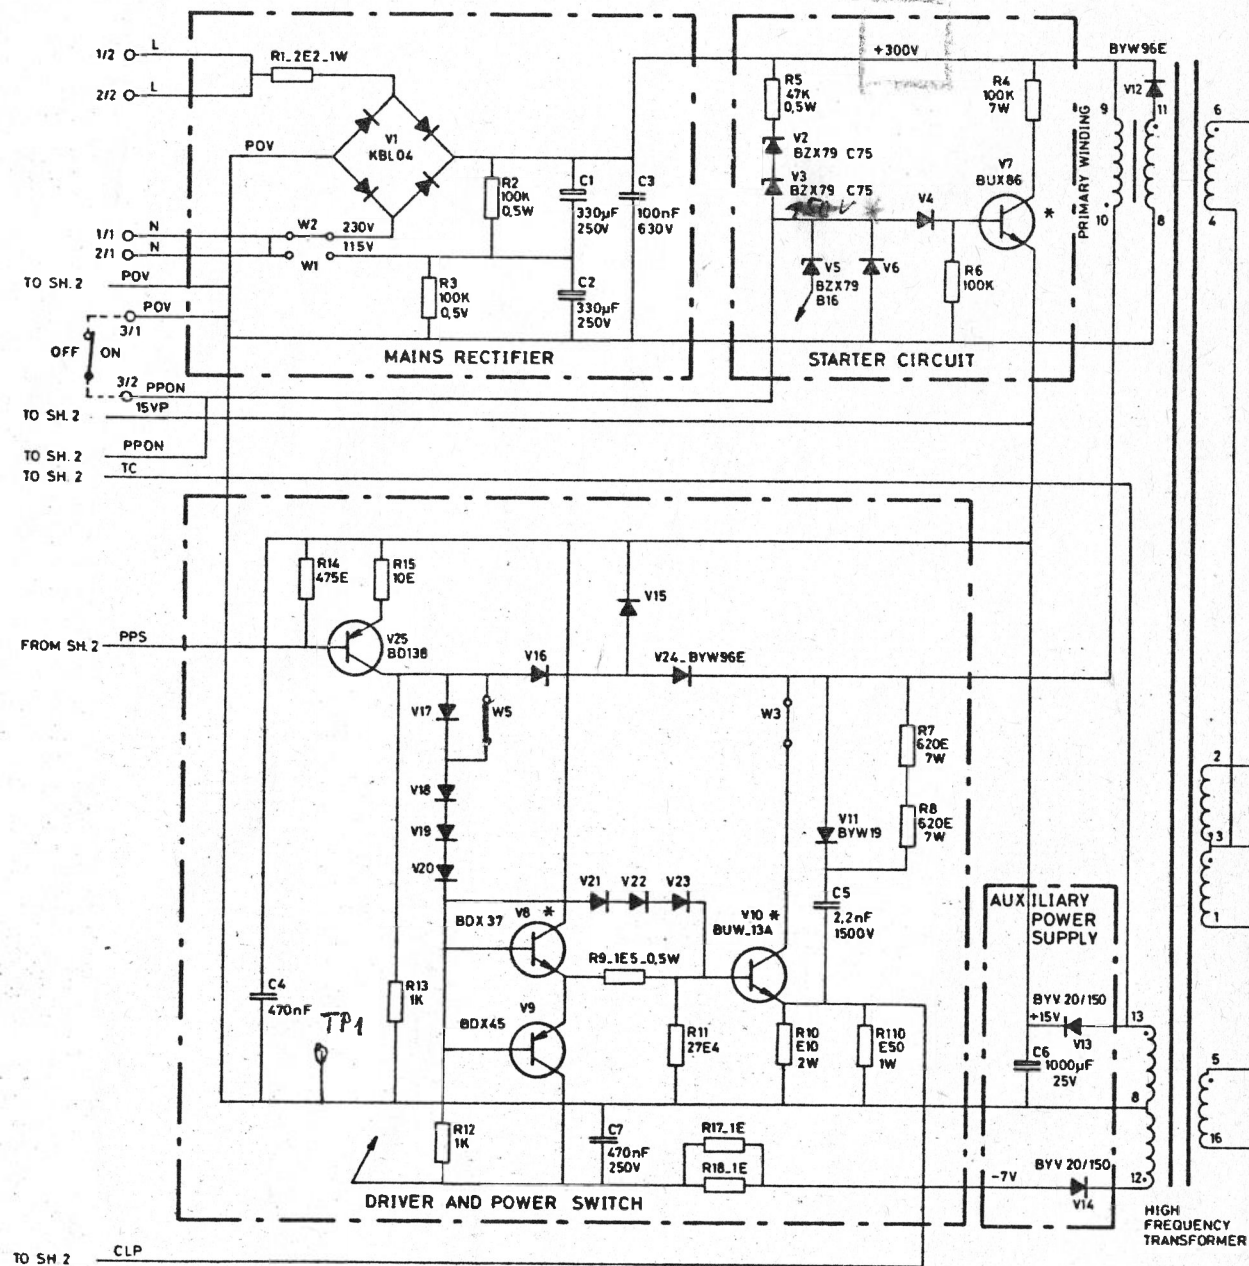 1/2 L
R1_2E2_1W
2/2 L
V1
KBL04
POV
R2
100K
0,5W
C1
330µF
250V
C3
100nF
630V
1/1 N
2/1 N
W2 230V
115V
W1
TO SH.2 POV
POV
3/1
R3
100K
0,5V
C2
330µF
250V
OFF ON
MAINS RECTIFIER
3/2 PPON
TO SH.2 15VP
TO SH.2 PPON
TO SH.2 TC
+300V
R5
47K
0,5W
R4
100K
7W
V2
BZX79 C75
V3
BZX79 C75
V7
BUX86
*
V4
V5
BZX79
B16
V6
R6
100K
STARTER CIRCUIT
PRIMARY WINDING
BYW96E
V12
9
11
10
8
6
4
R14
475E
R15
10E
V15
FROM SH.2 PPS
V25
BD138
V16
V24_BYW96E
V17
W5
W3
R7
620E
7W
V18
V19
V20
V11
BYW19
R8
620E
7W
2
3
1
V21 V22 V23
BDX37 V8 *
V10 *
BUW_13A
C5
2,2nF
1500V
AUXILIARY
POWER
SUPPLY
R9_1E5_0,5W
C4
470nF
R13
1K
V9
TP1
BDX45
R11
27E4
R10
E10
2W
R110
E50
1W
BYV 20/150
+15V
13
V13
C6
1000µF
25V
5
8
R12
1K
C7
470nF
250V
R17_1E
R18_1E
16
BYV 20/150
-7V
12
V14
DRIVER AND POWER SWITCH
HIGH
FREQUENCY
TRANSFORMER
TO SH.2 CLP